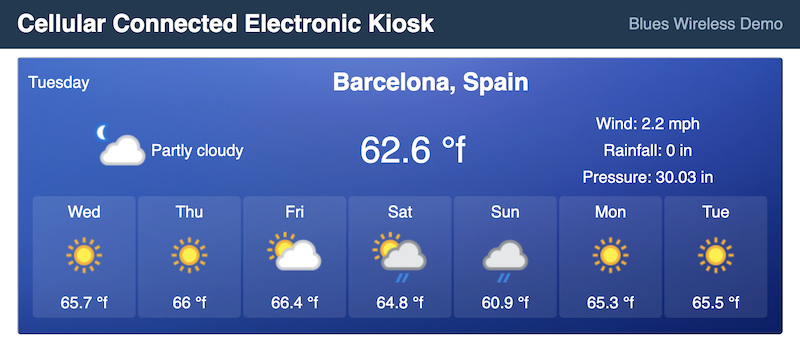 Cellular Connected Electronic Kiosk
Blues Wireless Demo
Tuesday
Barcelona, Spain
Partly cloudy
62.6 °f
Wind: 2.2 mph
Rainfall: 0 in
Pressure: 30.03 in
Wed Thu Fri Sat Sun Mon Tue
65.7 °f 66 °f 66.4 °f 64.8 °f 60.9 °f 65.3 °f 65.5 °f